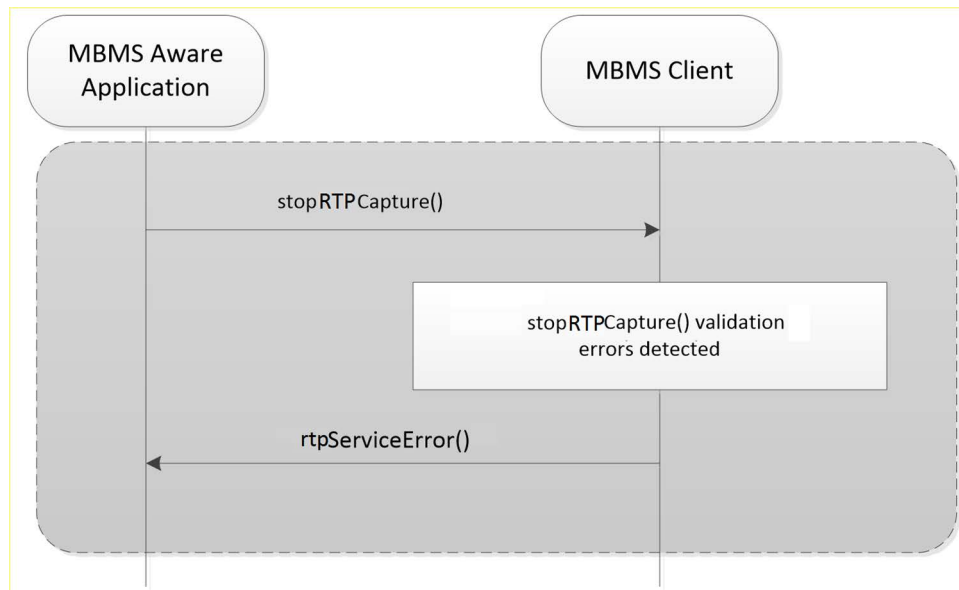 MBMS Aware
Application
MBMS Client
stopRTPCapture()
stopRTPCapture() validation
errors detected
rtpServiceError()